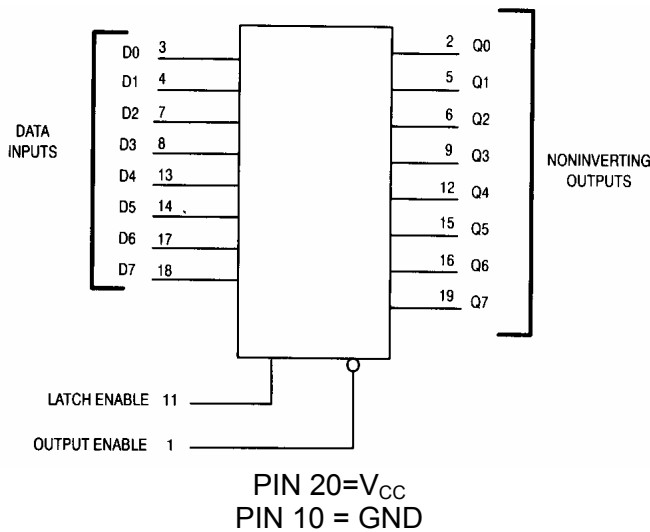 D0 3
D1 4
D2 7
D3 8
D4 13
D5 14
D6 17
D7 18
DATA
INPUTS
2 Q0
5 Q1
6 Q2
9 Q3
12 Q4
15 Q5
16 Q6
19 Q7
NONINVERTING
OUTPUTS
LATCH ENABLE 11
OUTPUT ENABLE 1
PIN 20=VCC
PIN 10 = GND